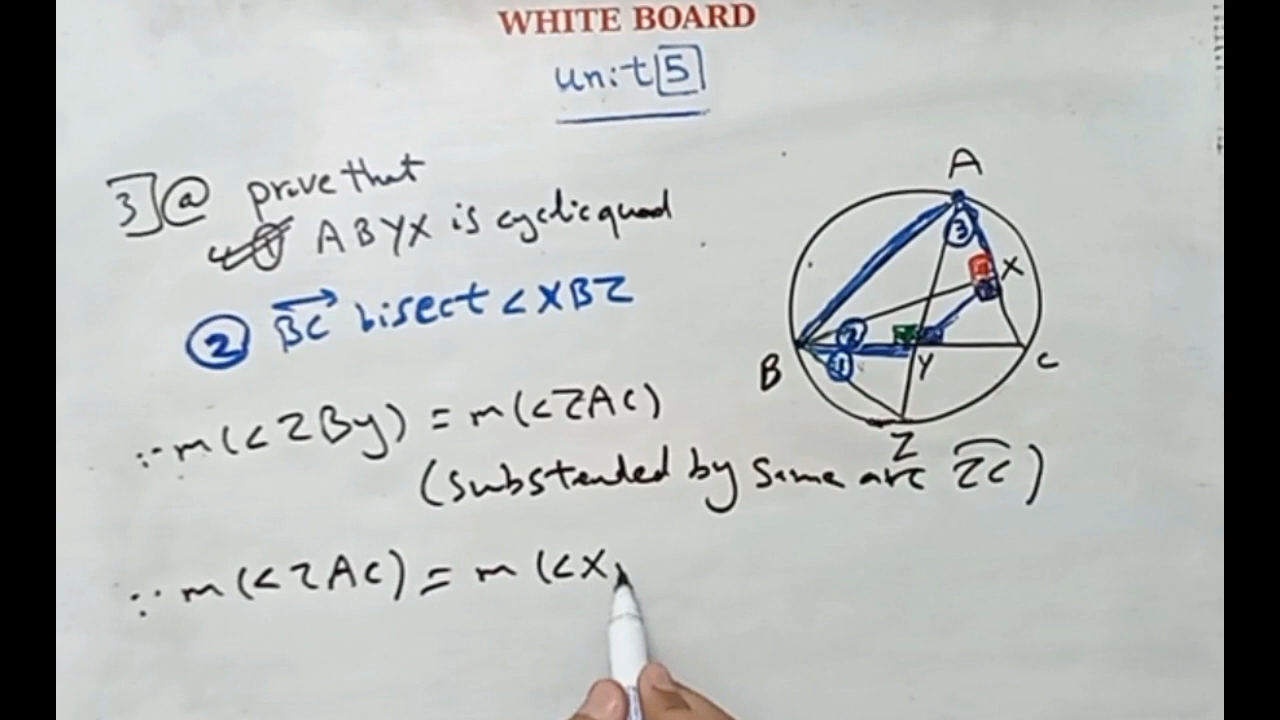 WHITE BOARD
unit 5
3 a prove that
1 ABYX is cyclic quad
2 BC bisect <XBZ
∵ m(<ZBy) = m(<ZAC)
(Substended by Same arc ZC)
∵ m(<ZAC) = m(<X
A
3
X
2
1
B
Y
C
Z